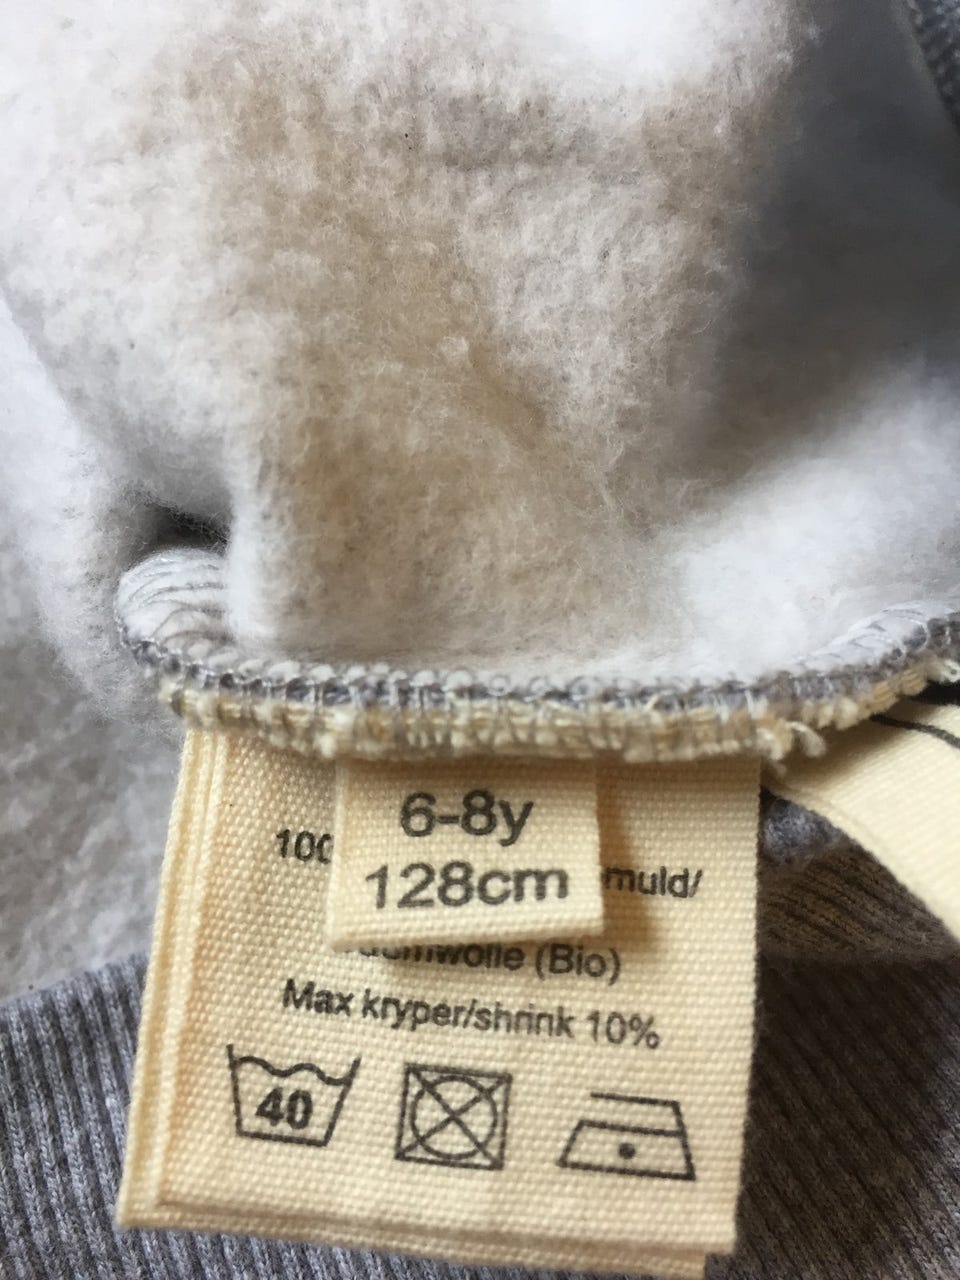 6-8y
128cm
100
muld/
(Bio)
Max kryper/shrink 10%
40